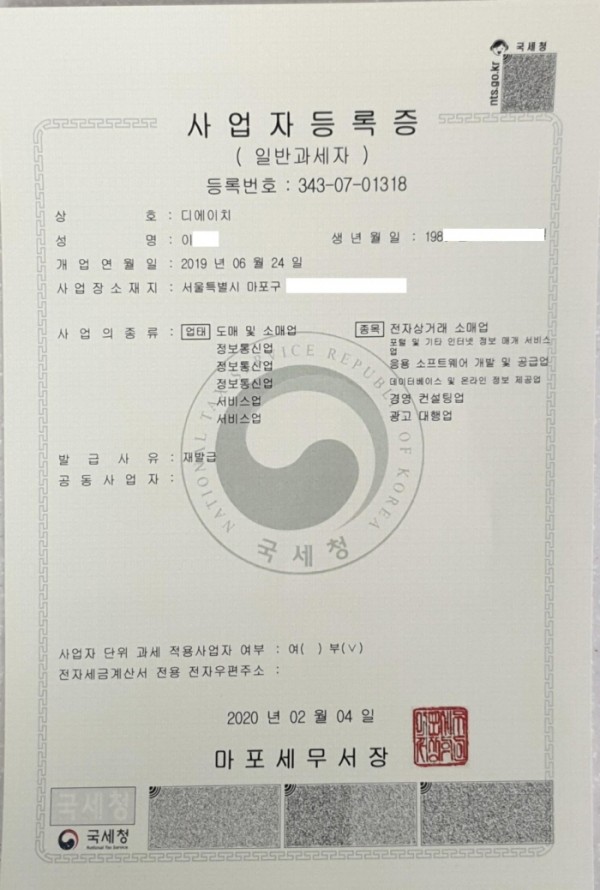 국세청
nts.go.kr
사업자등록증
( 일반과세자 )
등록번호 : 343-07-01318
상 호 : 디에이치
성 명 : 이
생 년 월 일 : 198
개 업 연 월 일 : 2019 년 06 월 24 일
사 업 장 소 재 지 : 서울특별시 마포구
사 업 의 종 류 : 업태 도매 및 소매업 종목 전자상거래 소매업
정보통신업 포털 및 기타 인터넷 정보 매개 서비스업
정보통신업 응용 소프트웨어 개발 및 공급업
정보통신업 데이터베이스 및 온라인 정보 제공업
서비스업 경영 컨설팅업
서비스업 광고 대행업
NATIONAL TAX SERVICE REPUBLIC OF KOREA
국세청
발 급 사 유 : 재발급
공 동 사 업 자 :
사업자 단위 과세 적용사업자 여부 : 여( ) 부(∨)
전자세금계산서 전용 전자우편주소 :
2020 년 02 월 04 일
마포세무서장
국세청
국세청
National Tax Service